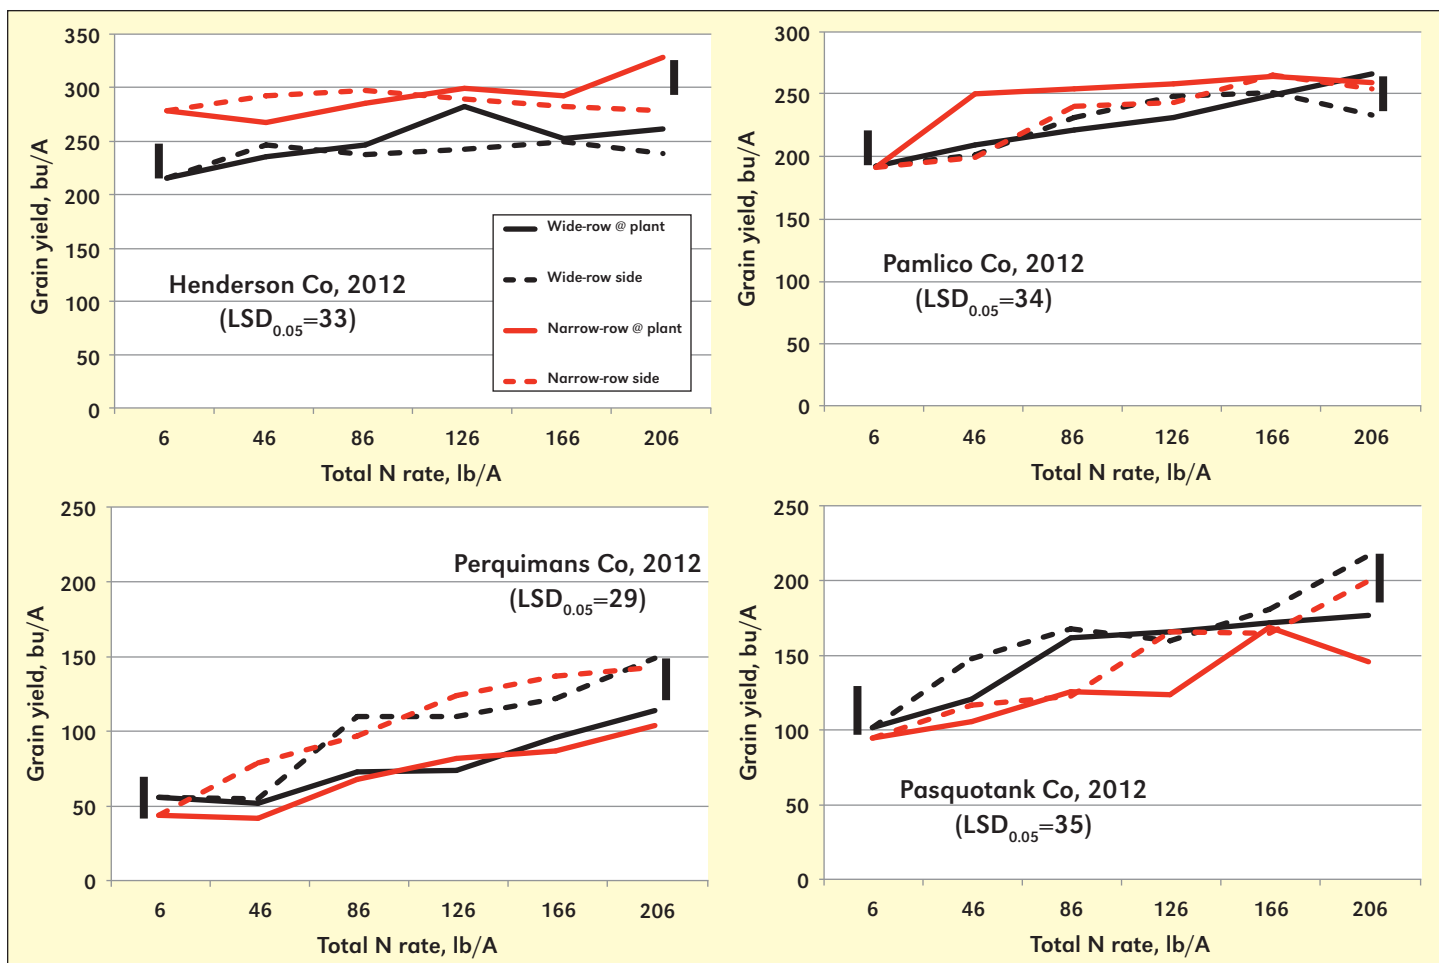 350
300
250
200
150
100
50
0
Grain yield, bu/A
Henderson Co, 2012
(LSD0.05=33)
Wide-row @ plant
Wide-row side
Narrow-row @ plant
Narrow-row side
6 46 86 126 166 206
Total N rate, lb/A
300
250
200
150
100
50
0
Grain yield, bu/A
Pamlico Co, 2012
(LSD0.05=34)
6 46 86 126 166 206
Total N rate, lb/A
250
200
150
100
50
0
Grain yield, bu/A
Perquimans Co, 2012
(LSD0.05=29)
6 46 86 126 166 206
Total N rate, lb/A
250
200
150
100
50
0
Grain yield, bu/A
Pasquotank Co, 2012
(LSD0.05=35)
6 46 86 126 166 206
Total N rate, lb/A